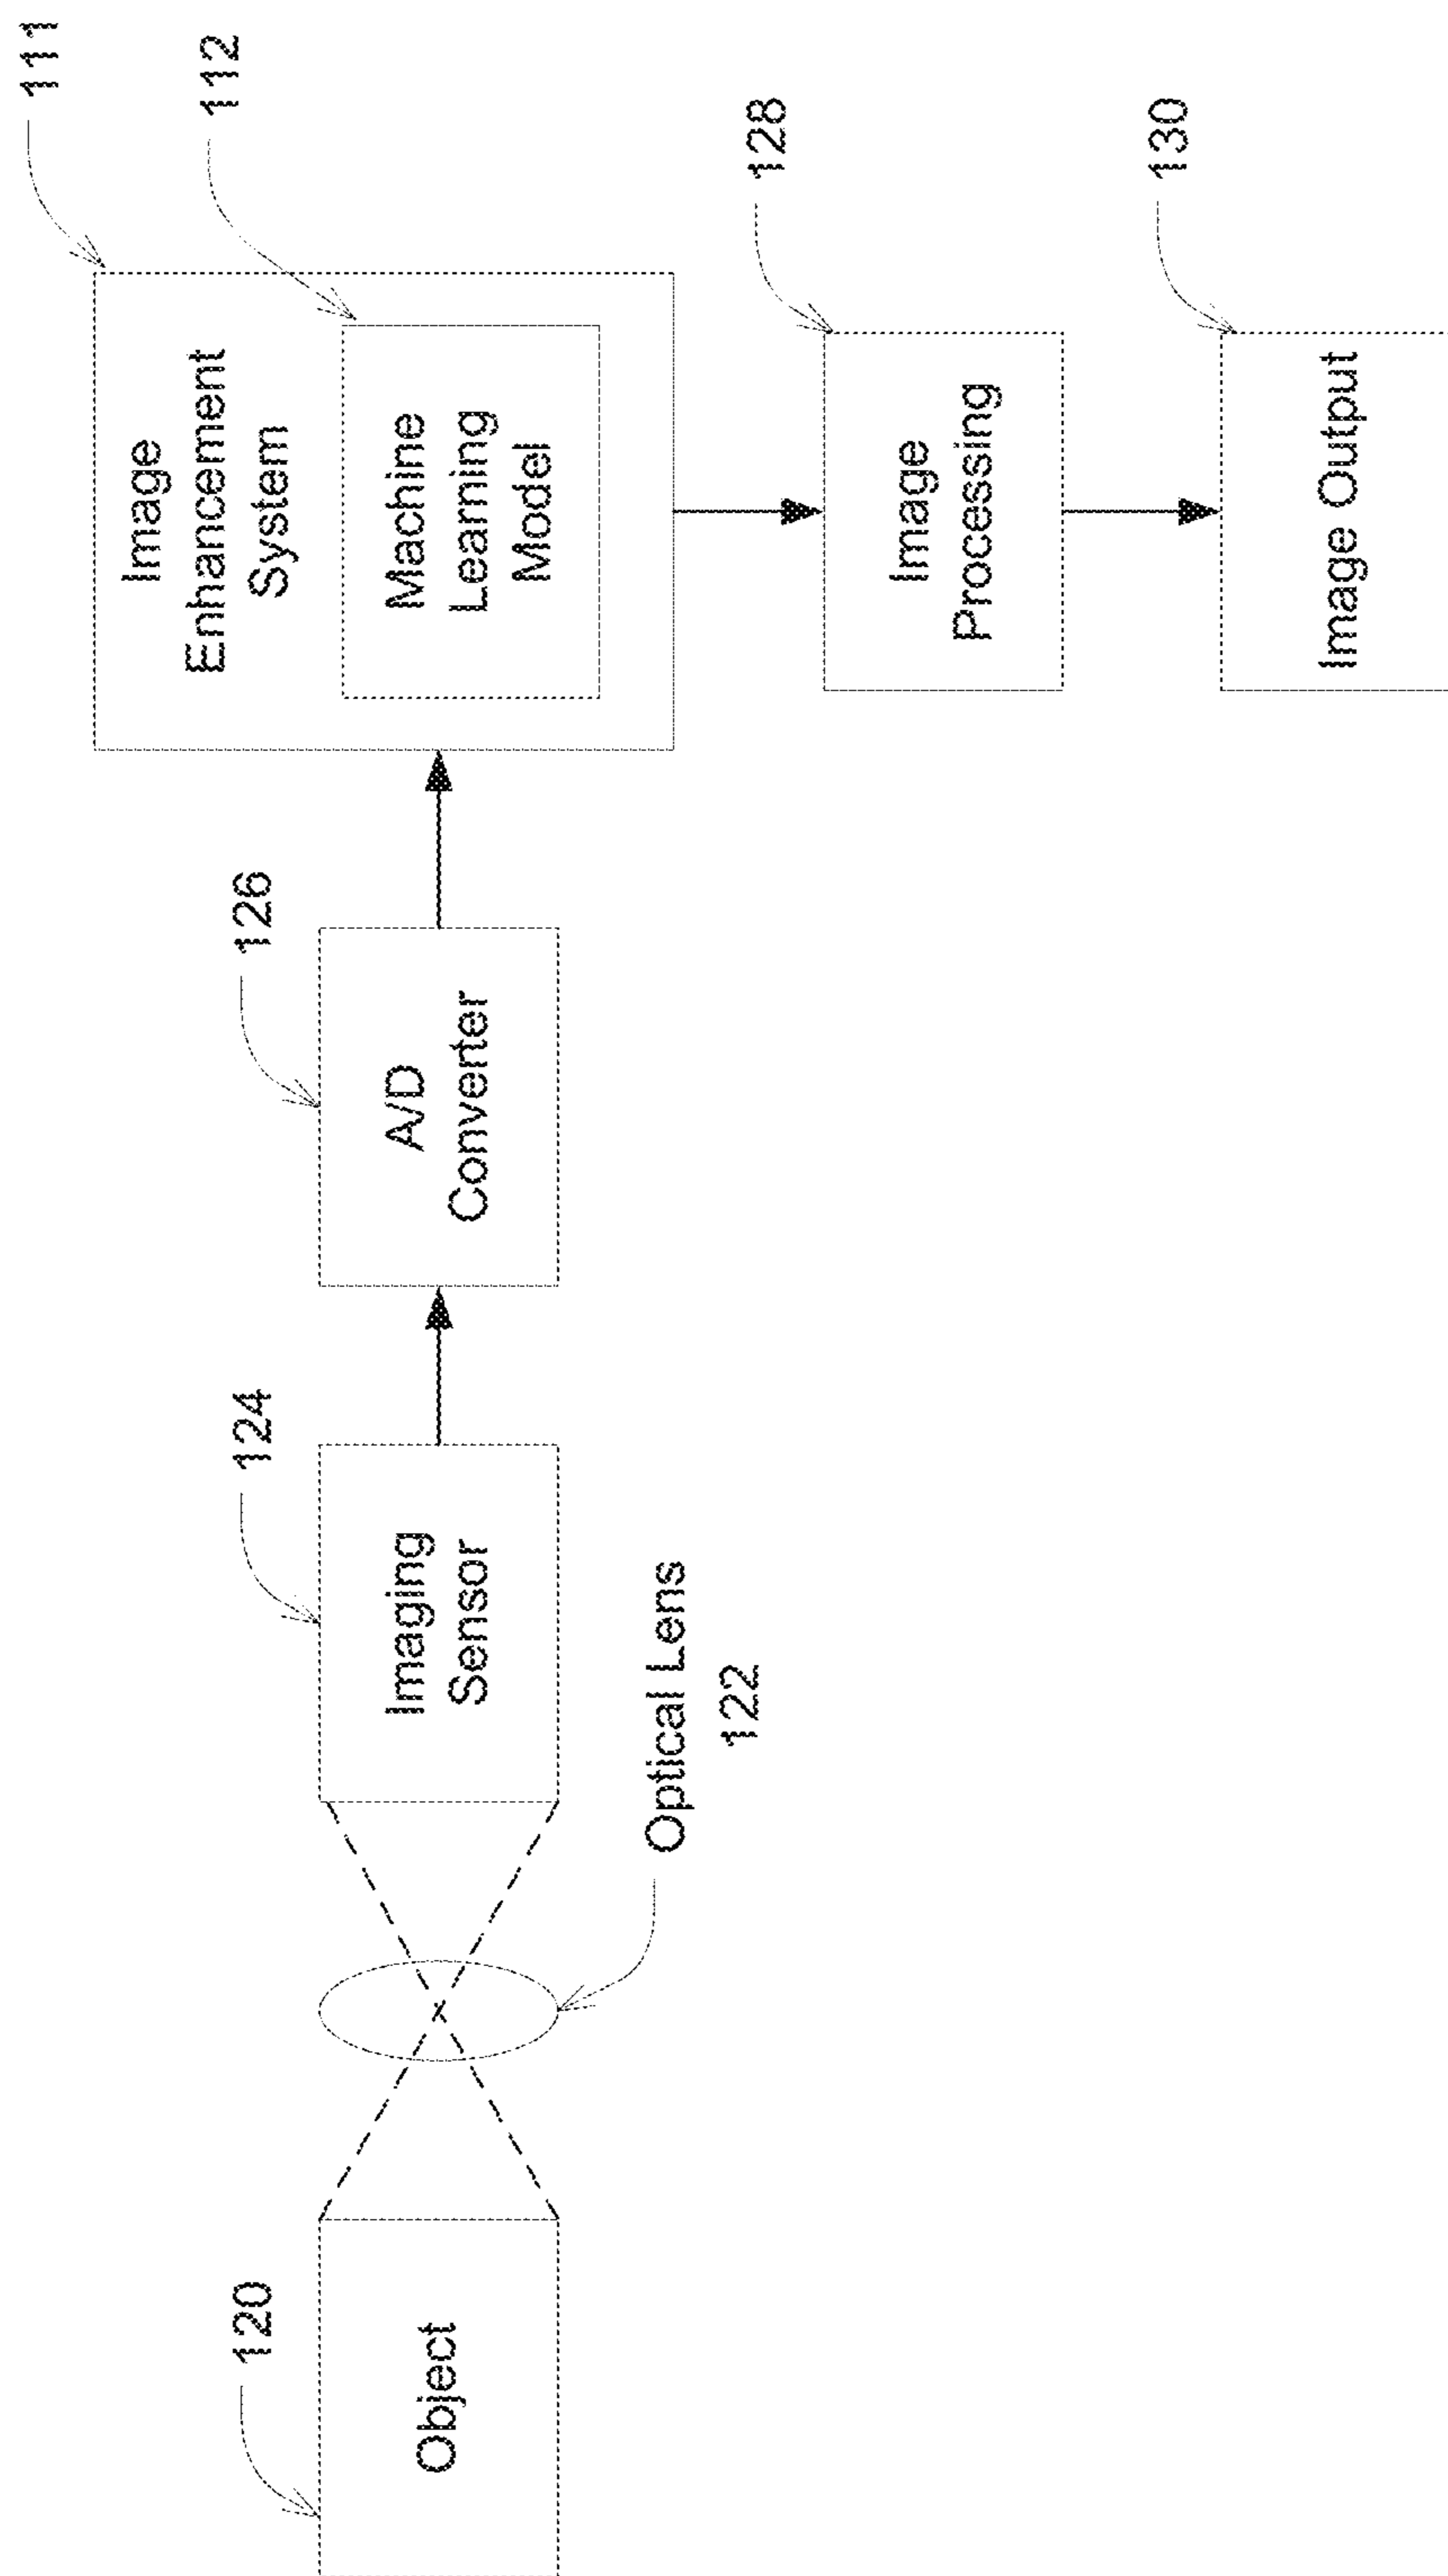 120
Object
Optical Lens
122
124
Imaging
Sensor
126
A/D
Converter
111
Image
Enhancement
System
112
Machine
Learning
Model
128
Image
Processing
130
Image Output